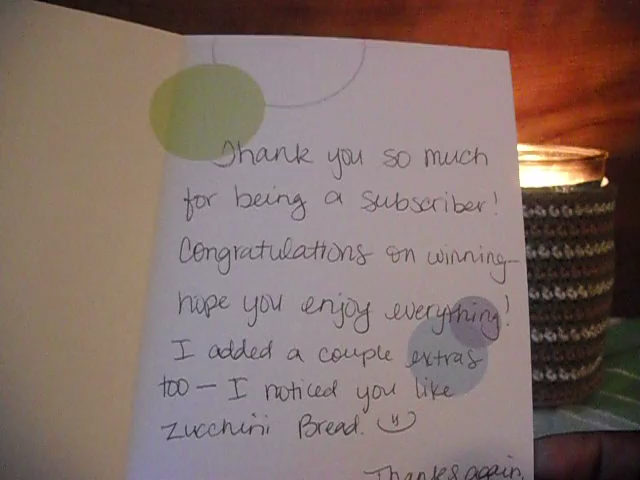 Thank you so much
for being a subscriber!
Congratulations on winning—
hope you enjoy everything!
I added a couple extras
too — I noticed you like
Zucchini Bread.
Thanks again,